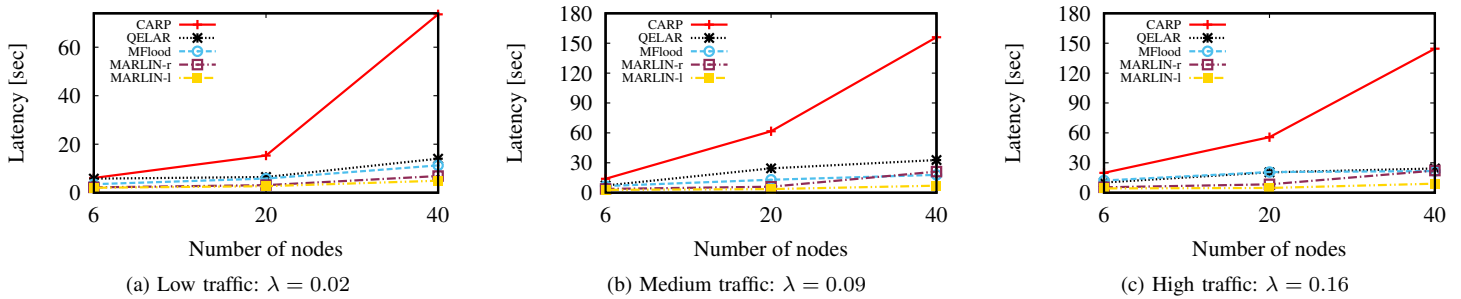 CARP
QELAR
MFlood
MARLIN-r
MARLIN-l
60
40
20
0
Latency [sec]
6
20
40
Number of nodes
(a) Low traffic: λ = 0.02
CARP
QELAR
MFlood
MARLIN-r
MARLIN-l
180
150
120
90
60
30
0
Latency [sec]
6
20
40
Number of nodes
(b) Medium traffic: λ = 0.09
CARP
QELAR
MFlood
MARLIN-r
MARLIN-l
180
150
120
90
60
30
0
Latency [sec]
6
20
40
Number of nodes
(c) High traffic: λ = 0.16